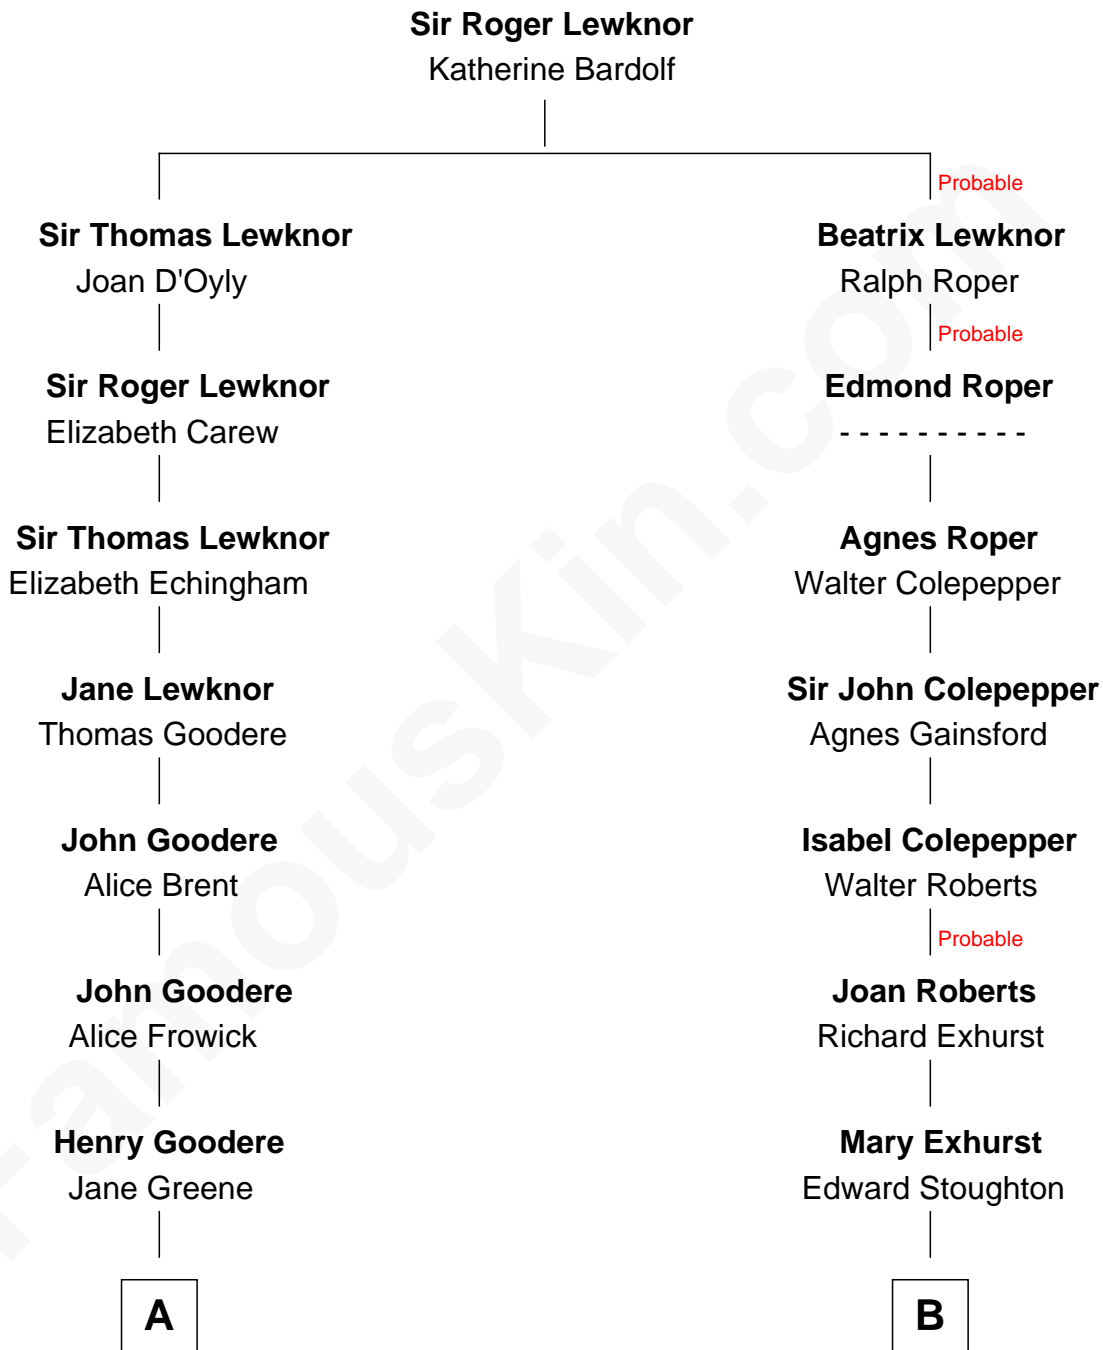 Sir Roger Lewknor
Katherine Bardolf
Probable
Sir Thomas Lewknor
Joan D'Oyly
Beatrix Lewknor
Ralph Roper
Probable
Sir Roger Lewknor
Elizabeth Carew
Edmond Roper
- - - - - - - - - -
Sir Thomas Lewknor
Elizabeth Echingham
Agnes Roper
Walter Colepepper
Jane Lewknor
Thomas Goodere
Sir John Colepepper
Agnes Gainsford
John Goodere
Alice Brent
Isabel Colepepper
Walter Roberts
Probable
John Goodere
Alice Frowick
Joan Roberts
Richard Exhurst
Henry Goodere
Jane Greene
Mary Exhurst
Edward Stoughton
A
B
FamousKin.com